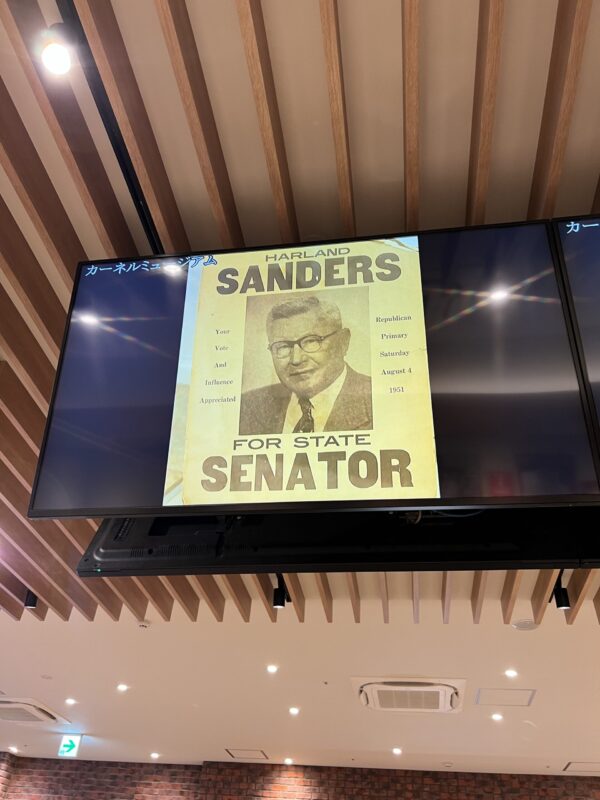 カーネルミュージアム
カー
HARLAND
SANDERS
Your
Vote
And
Influence
Appreciated
Republican
Primary
Saturday
August 4
1951
FOR STATE
SENATOR